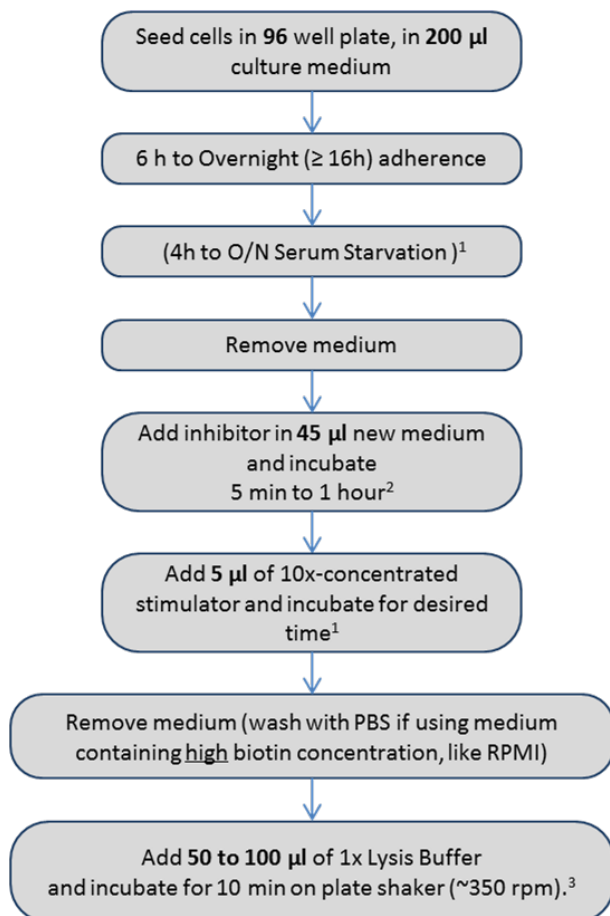 Seed cells in 96 well plate, in 200 µl
culture medium
6 h to Overnight (≥ 16h) adherence
(4h to O/N Serum Starvation )¹
Remove medium
Add inhibitor in 45 µl new medium
and incubate
5 min to 1 hour²
Add 5 µl of 10x-concentrated
stimulator and incubate for desired
time¹
Remove medium (wash with PBS if using medium
containing high biotin concentration, like RPMI)
Add 50 to 100 µl of 1x Lysis Buffer
and incubate for 10 min on plate shaker (~350 rpm).³